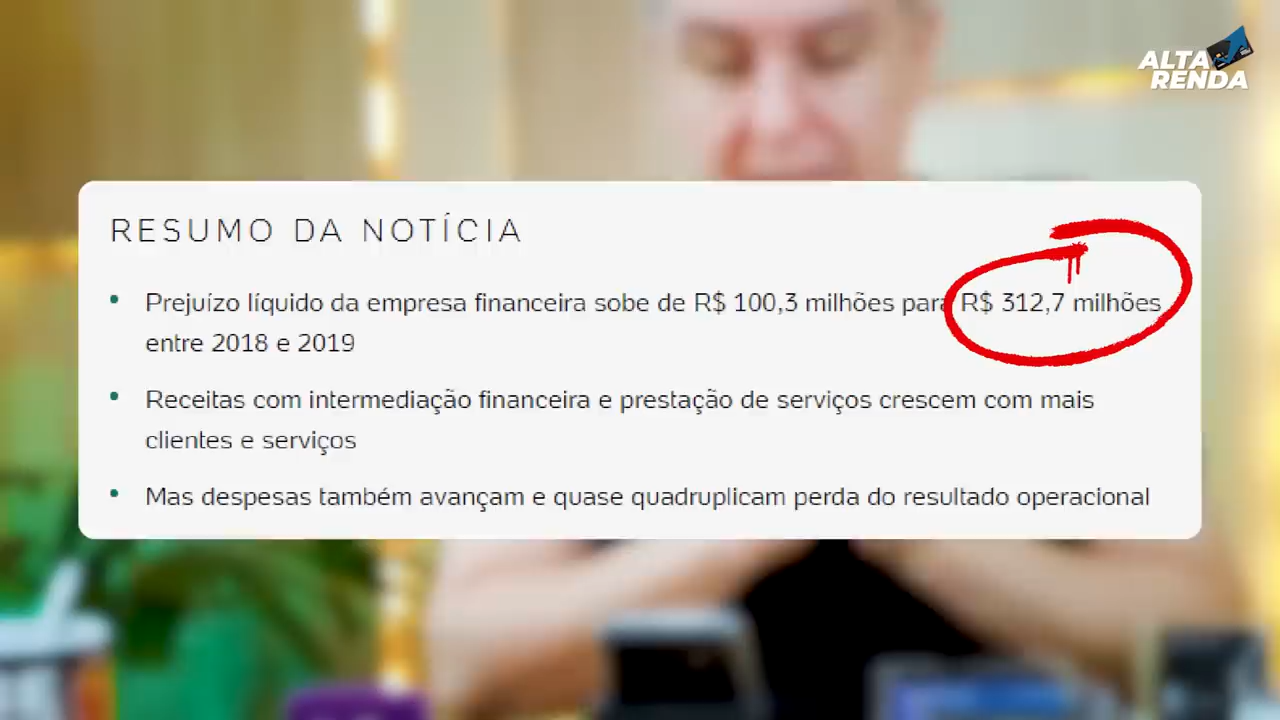 ALTA
RENDA
RESUMO DA NOTÍCIA
• Prejuízo líquido da empresa financeira sobe de R$ 100,3 milhões para R$ 312,7 milhões
entre 2018 e 2019
• Receitas com intermediação financeira e prestação de serviços crescem com mais
clientes e serviços
• Mas despesas também avançam e quase quadruplicam perda do resultado operacional